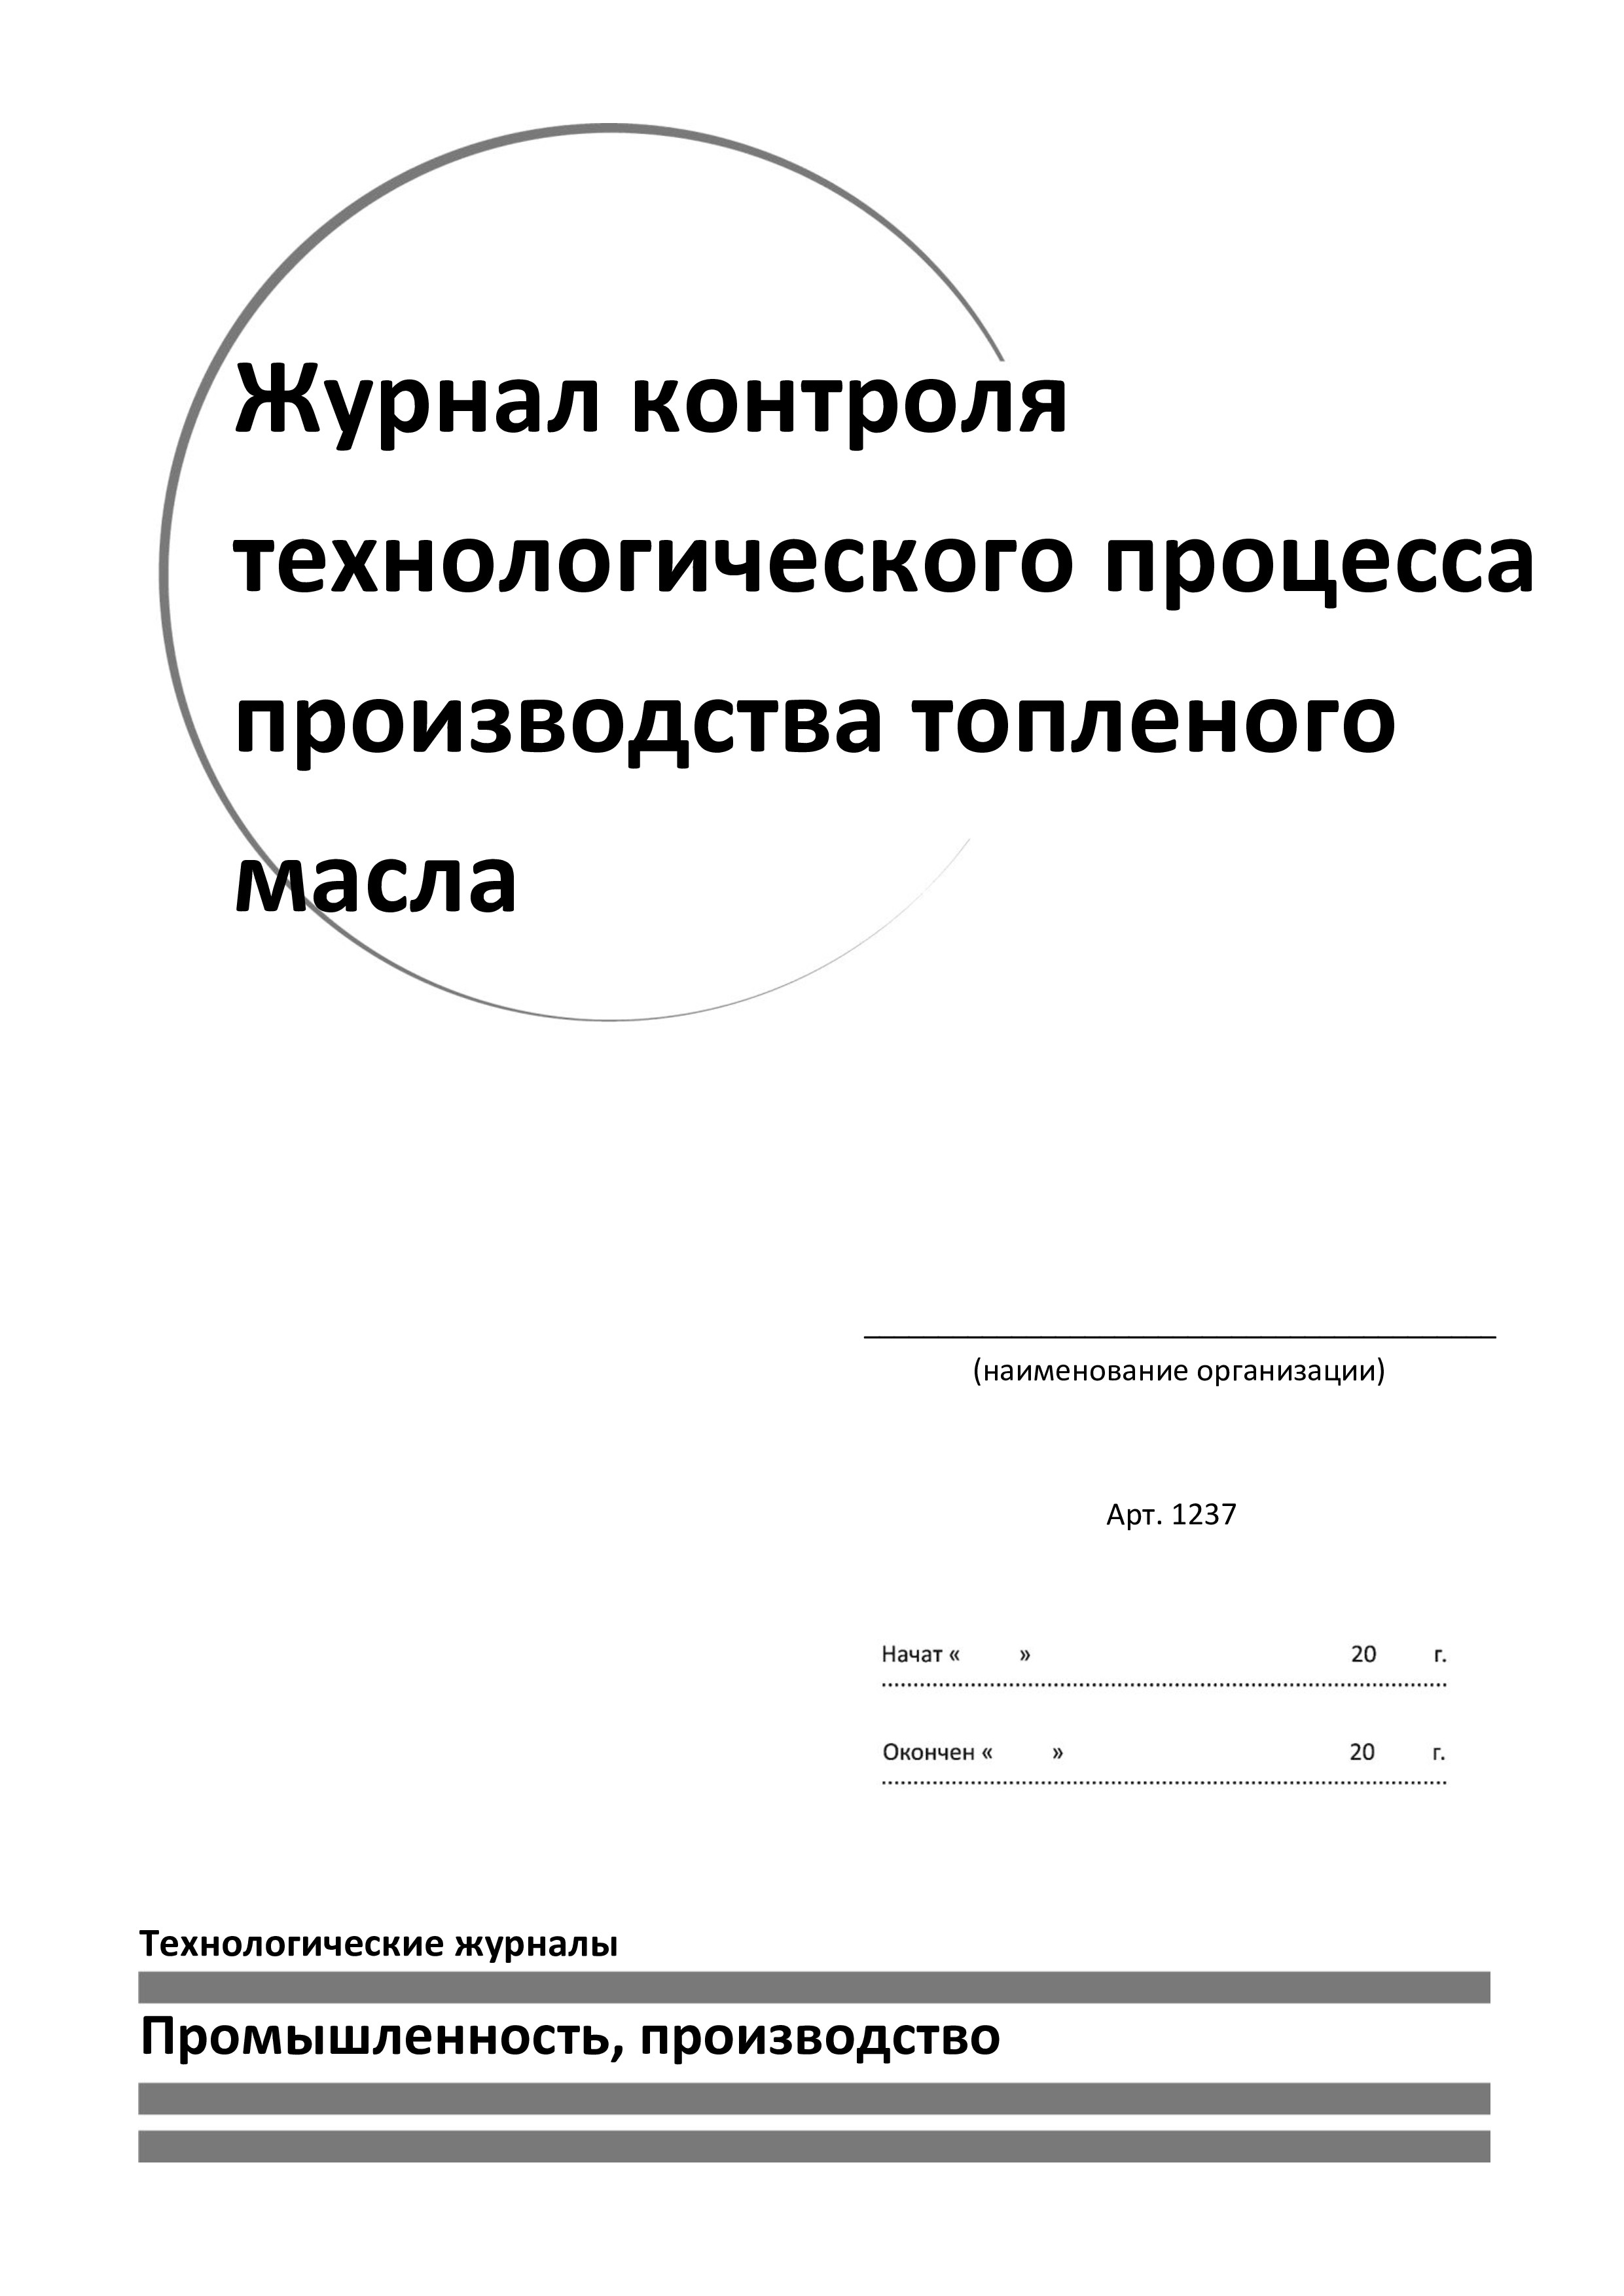 Журнал контроля
технологического процесса
производства топленого
масла
(наименование организации)
Арт. 1237
Начат « » 20 г.
Окончен « » 20 г.
Технологические журналы
Промышленность, производство